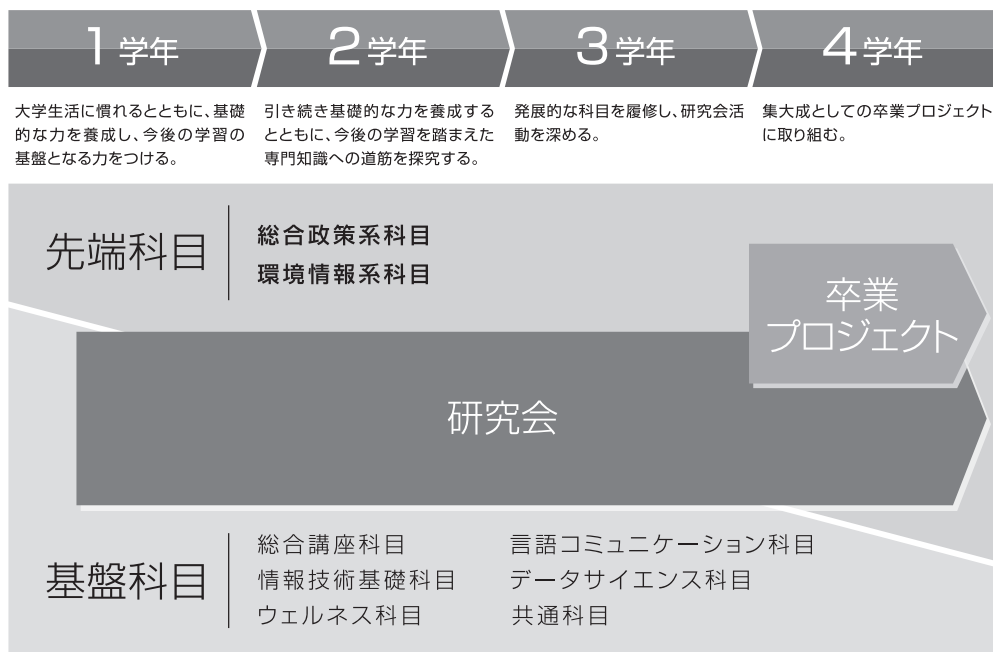 1 学年
2 学年
3 学年
4 学年
大学生活に慣れるとともに、基礎
的な力を養成し、今後の学習の
基盤となる力をつける。
引き続き基礎的な力を養成する
とともに、今後の学習を踏まえた
専門知識への道筋を探究する。
発展的な科目を履修し、研究会活
動を深める。
集大成としての卒業プロジェクト
に取り組む。
先端科目
総合政策系科目
環境情報系科目
卒業
プロジェクト
研究会
基盤科目
総合講座科目
情報技術基礎科目
ウェルネス科目
言語コミュニケーション科目
データサイエンス科目
共通科目